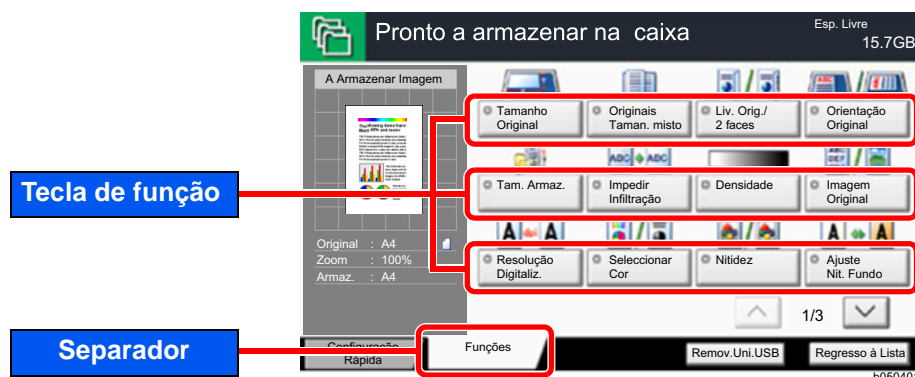 Pronto a armazenar na caixa
Esp. Livre
15.7GB
A Armazenar Imagem
Original : A4
Zoom : 100%
Armaz. : A4
Tamanho
Original
Originais
Taman. misto
Liv. Orig./
2 faces
Orientação
Original
ABC ABC
Tecla de função
Tam. Armaz.
Impedir
Infiltração
Densidade
Imagem
Original
A A
A A
Resolução
Digitaliz.
Seleccionar
Cor
Nitidez
Ajuste
Nit. Fundo
1/3
Separador
Configuração
Rápida
Funções
Remov.Uni.USB
Regresso à Lista